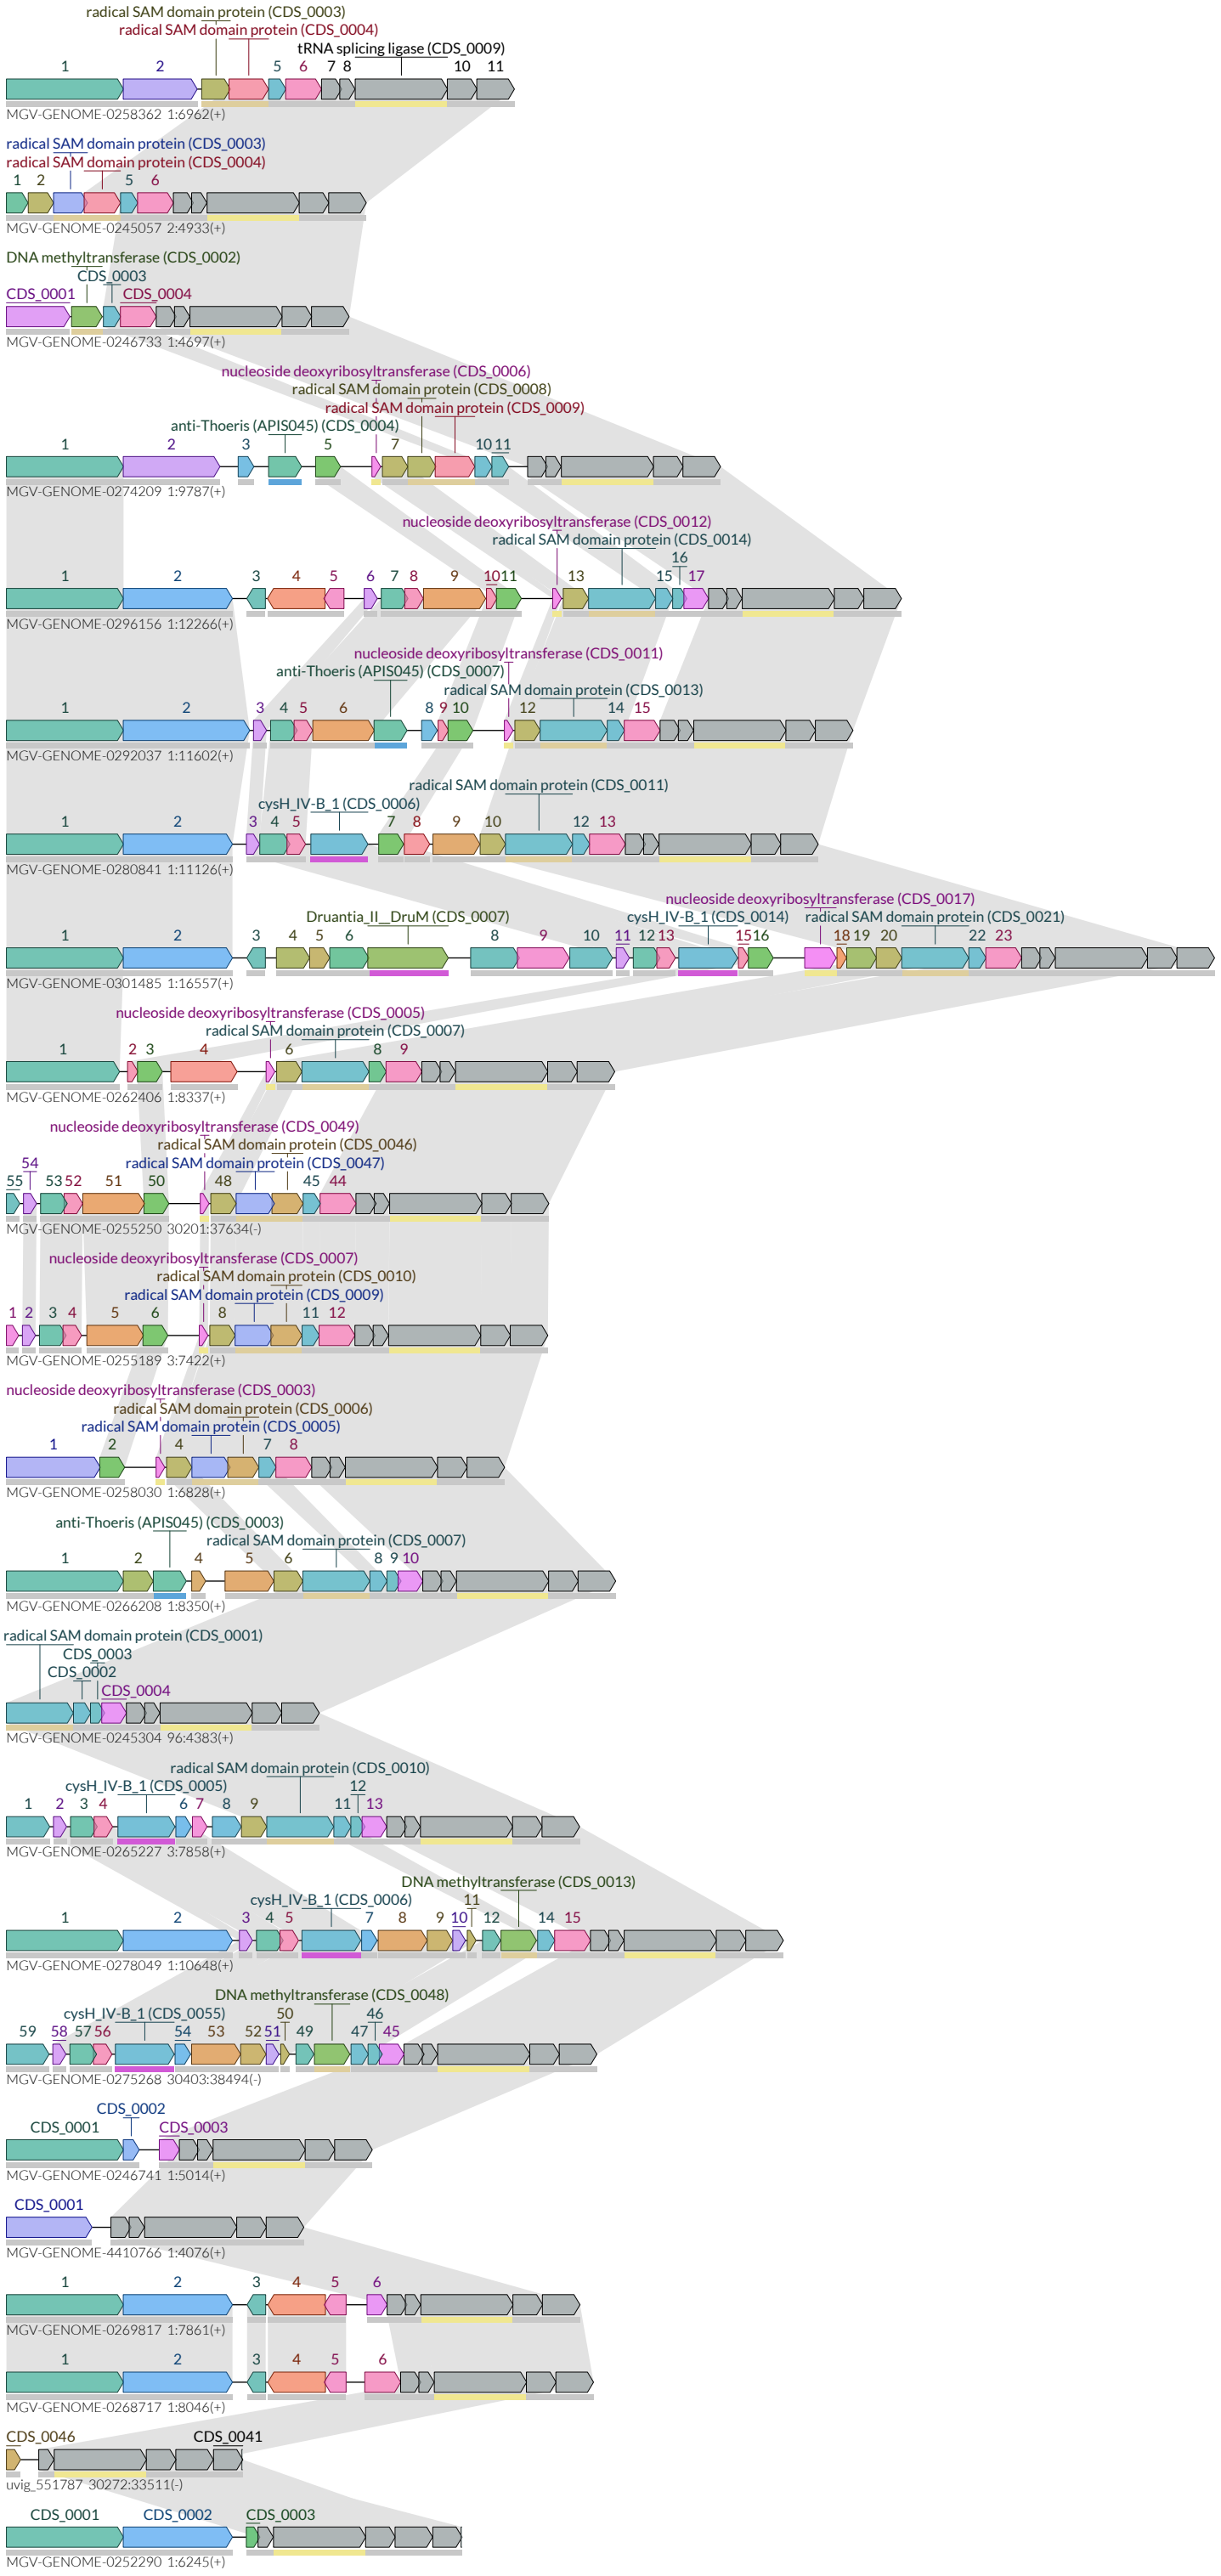 radical SAM domain protein (CDS_0003)
radical SAM domain protein (CDS_0004)
tRNA splicing ligase (CDS_0009)
1 2 5 6 7 8 10 11
MGV-GENOME-0258362 1:6962(+)
radical SAM domain protein (CDS_0003)
radical SAM domain protein (CDS_0004)
1 2 5 6
MGV-GENOME-0245057 2:4933(+)
DNA methyltransferase (CDS_0002)
CDS_0003
CDS_0001 CDS_0004
MGV-GENOME-0246733 1:4697(+)
nucleoside deoxyribosyltransferase (CDS_0006)
radical SAM domain protein (CDS_0008)
radical SAM domain protein (CDS_0009)
anti-Thoeris (APIS045) (CDS_0004)
1 2 3 5 7 10 11
MGV-GENOME-0274209 1:9787(+)
nucleoside deoxyribosyltransferase (CDS_0012)
radical SAM domain protein (CDS_0014)
16
1 2 3 4 5 6 7 8 9 10 11 13 15 17
MGV-GENOME-0296156 1:12266(+)
nucleoside deoxyribosyltransferase (CDS_0011)
anti-Thoeris (APIS045) (CDS_0007)
radical SAM domain protein (CDS_0013)
1 2 3 4 5 6 8 9 10 12 14 15
MGV-GENOME-0292037 1:11602(+)
radical SAM domain protein (CDS_0011)
cysH_IV-B_1 (CDS_0006)
1 2 3 4 5 7 8 9 10 12 13
MGV-GENOME-0280841 1:11126(+)
nucleoside deoxyribosyltransferase (CDS_0017)
Druantia_II__DruM (CDS_0007) cysH_IV-B_1 (CDS_0014) radical SAM domain protein (CDS_0021)
1 2 3 4 5 6 8 9 10 11 12 13 15 16 18 19 20 22 23
MGV-GENOME-0301485 1:16557(+)
nucleoside deoxyribosyltransferase (CDS_0005)
radical SAM domain protein (CDS_0007)
1 2 3 4 6 8 9
MGV-GENOME-0262406 1:8337(+)
nucleoside deoxyribosyltransferase (CDS_0049)
radical SAM domain protein (CDS_0046)
54 radical SAM domain protein (CDS_0047)
55 53 52 51 50 48 45 44
MGV-GENOME-0255250 30201:37634(-)
nucleoside deoxyribosyltransferase (CDS_0007)
radical SAM domain protein (CDS_0010)
radical SAM domain protein (CDS_0009)
1 2 3 4 5 6 8 11 12
MGV-GENOME-0255189 3:7422(+)
nucleoside deoxyribosyltransferase (CDS_0003)
radical SAM domain protein (CDS_0006)
radical SAM domain protein (CDS_0005)
1 2 4 7 8
MGV-GENOME-0258030 1:6828(+)
anti-Thoeris (APIS045) (CDS_0003)
radical SAM domain protein (CDS_0007)
1 2 4 5 6 8 9 10
MGV-GENOME-0266208 1:8350(+)
radical SAM domain protein (CDS_0001)
CDS_0003
CDS_0002
CDS_0004
MGV-GENOME-0245304 96:4383(+)
radical SAM domain protein (CDS_0010)
cysH_IV-B_1 (CDS_0005) 12
1 2 3 4 6 7 8 9 11 13
MGV-GENOME-0265227 3:7858(+)
DNA methyltransferase (CDS_0013)
cysH_IV-B_1 (CDS_0006) 11
1 2 3 4 5 7 8 9 10 12 14 15
MGV-GENOME-0278049 1:10648(+)
DNA methyltransferase (CDS_0048)
cysH_IV-B_1 (CDS_0055) 50 46
59 58 57 56 54 53 52 51 49 47 45
MGV-GENOME-0275268 30403:38494(-)
CDS_0002
CDS_0001 CDS_0003
MGV-GENOME-0246741 1:5014(+)
CDS_0001
MGV-GENOME-4410766 1:4076(+)
1 2 3 4 5 6
MGV-GENOME-0269817 1:7861(+)
1 2 3 4 5 6
MGV-GENOME-0268717 1:8046(+)
CDS_0046 CDS_0041
uvig_551787 30272:33511(-)
CDS_0001 CDS_0002 CDS_0003
MGV-GENOME-0252290 1:6245(+)